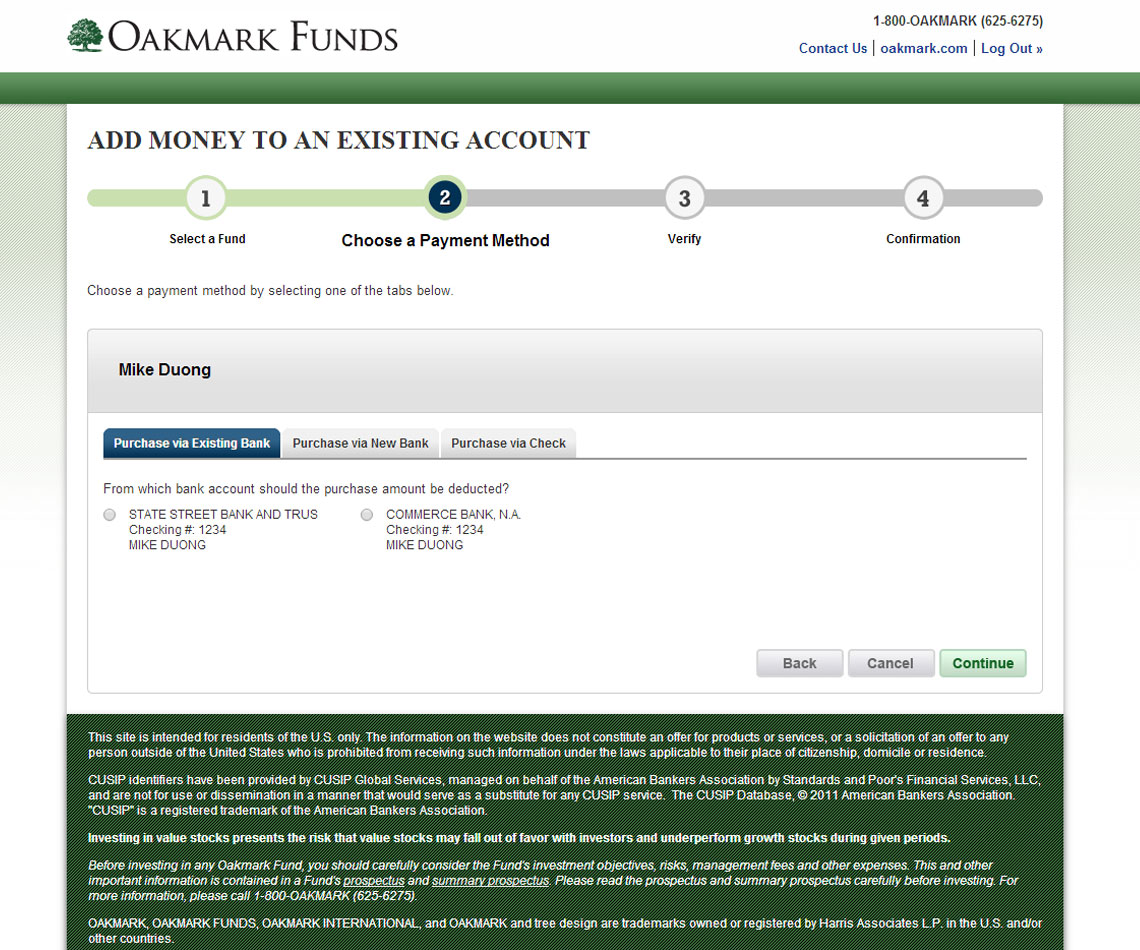 OAKMARK FUNDS
1-800-OAKMARK (625-6275)
Contact Us | oakmark.com | Log Out »
ADD MONEY TO AN EXISTING ACCOUNT
1
2
3
4
Select a Fund
Choose a Payment Method
Verify
Confirmation
Choose a payment method by selecting one of the tabs below.
Mike Duong
Purchase via Existing Bank
Purchase via New Bank
Purchase via Check
From which bank account should the purchase amount be deducted?
STATE STREET BANK AND TRUS
Checking #: 1234
MIKE DUONG
COMMERCE BANK, N.A.
Checking #: 1234
MIKE DUONG
Back
Cancel
Continue
This site is intended for residents of the U.S. only. The information on the website does not constitute an offer for products or services, or a solicitation of an offer to any
person outside of the United States who is prohibited from receiving such information under the laws applicable to their place of citizenship, domicile or residence.
CUSIP identifiers have been provided by CUSIP Global Services, managed on behalf of the American Bankers Association by Standards and Poor's Financial Services, LLC,
and are not for use or dissemination in a manner that would serve as a substitute for any CUSIP service. The CUSIP Database, © 2011 American Bankers Association.
"CUSIP" is a registered trademark of the American Bankers Association.
Investing in value stocks presents the risk that value stocks may fall out of favor with investors and underperform growth stocks during given periods.
Before investing in any Oakmark Fund, you should carefully consider the Fund's investment objectives, risks, management fees and other expenses. This and other
important information is contained in a Fund's prospectus and summary prospectus. Please read the prospectus and summary prospectus carefully before investing. For
more information, please call 1-800-OAKMARK (625-6275).
OAKMARK, OAKMARK FUNDS, OAKMARK INTERNATIONAL, and OAKMARK and tree design are trademarks owned or registered by Harris Associates L.P. in the U.S. and/or
other countries.